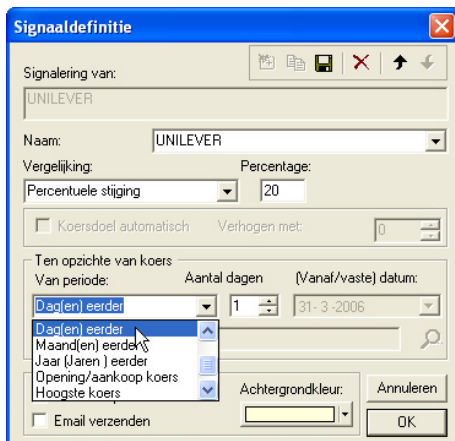 Signaaldefinitie
Signalering van:
UNILEVER
Naam: UNILEVER
Vergelijking: Percentage:
Percentuele stijging 20
Koersdoel automatisch Verhogen met: 0
Ten opzichte van koers
Van periode: Aantal dagen (Vanaf/vaste) datum:
Dag(en) eerder 1 31- 3 -2006
Dag(en) eerder
Maand(en) eerder
Jaar (Jaren ) eerder
Opening/aankoop koers
Hoogste koers
Achtergrondkleur: Annuleren
Email verzenden OK